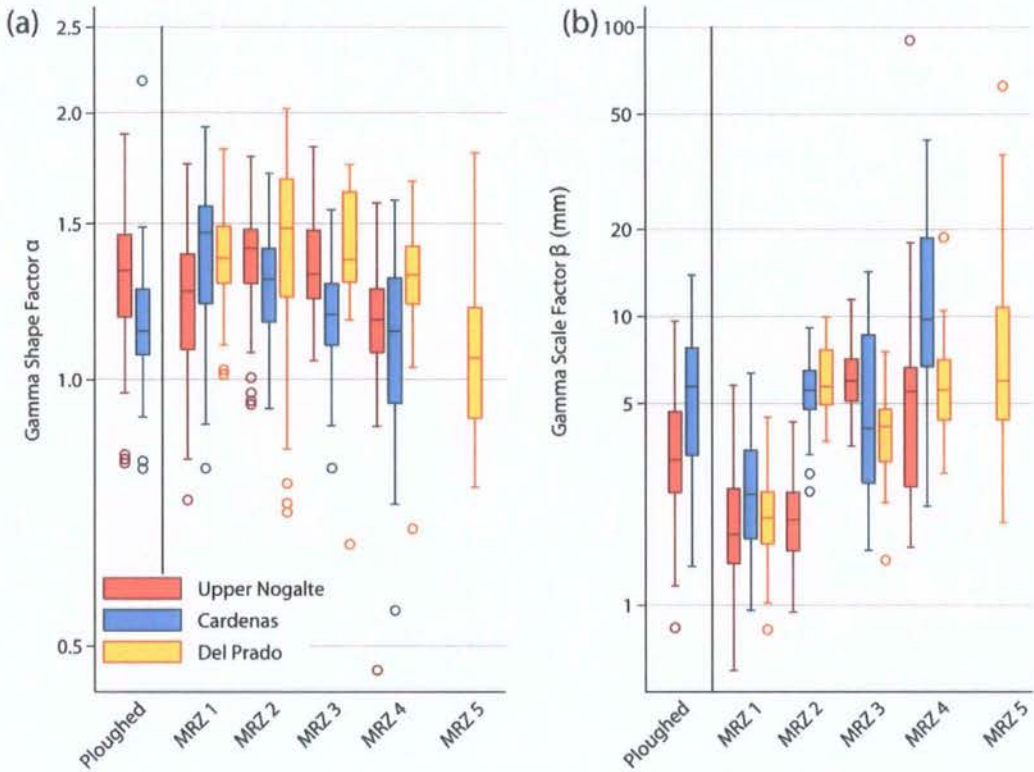 (a)
2.5
2.0
1.5
1.0
0.5
Gamma Shape Factor α
Upper Nogalte
Cardenas
Del Prado
Ploughed
MRZ 1
MRZ 2
MRZ 3
MRZ 4
MRZ 5
(b)
100
50
20
10
5
1
Gamma Scale Factor β (mm)
Ploughed
MRZ 1
MRZ 2
MRZ 3
MRZ 4
MRZ 5